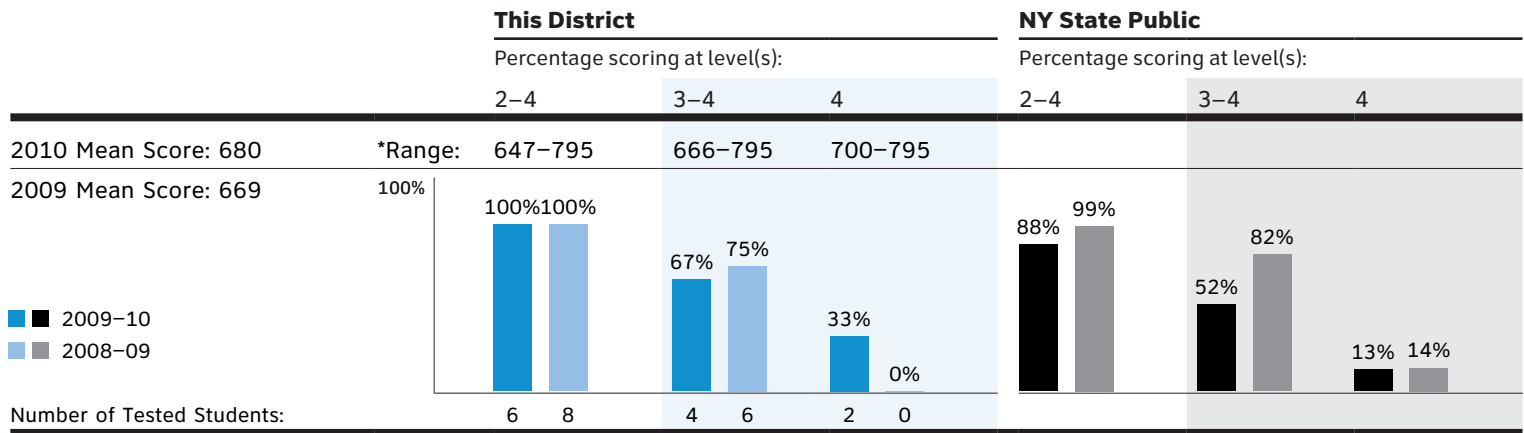 This District NY State Public
Percentage scoring at level(s): Percentage scoring at level(s):
2–4 3–4 4 2–4 3–4 4
2010 Mean Score: 680 *Range: 647–795 666–795 700–795
2009 Mean Score: 669 100%
100% 100% 67% 75% 33% 0% 88% 99% 52% 82% 13% 14%
2009–10
2008–09
Number of Tested Students: 6 8 4 6 2 0